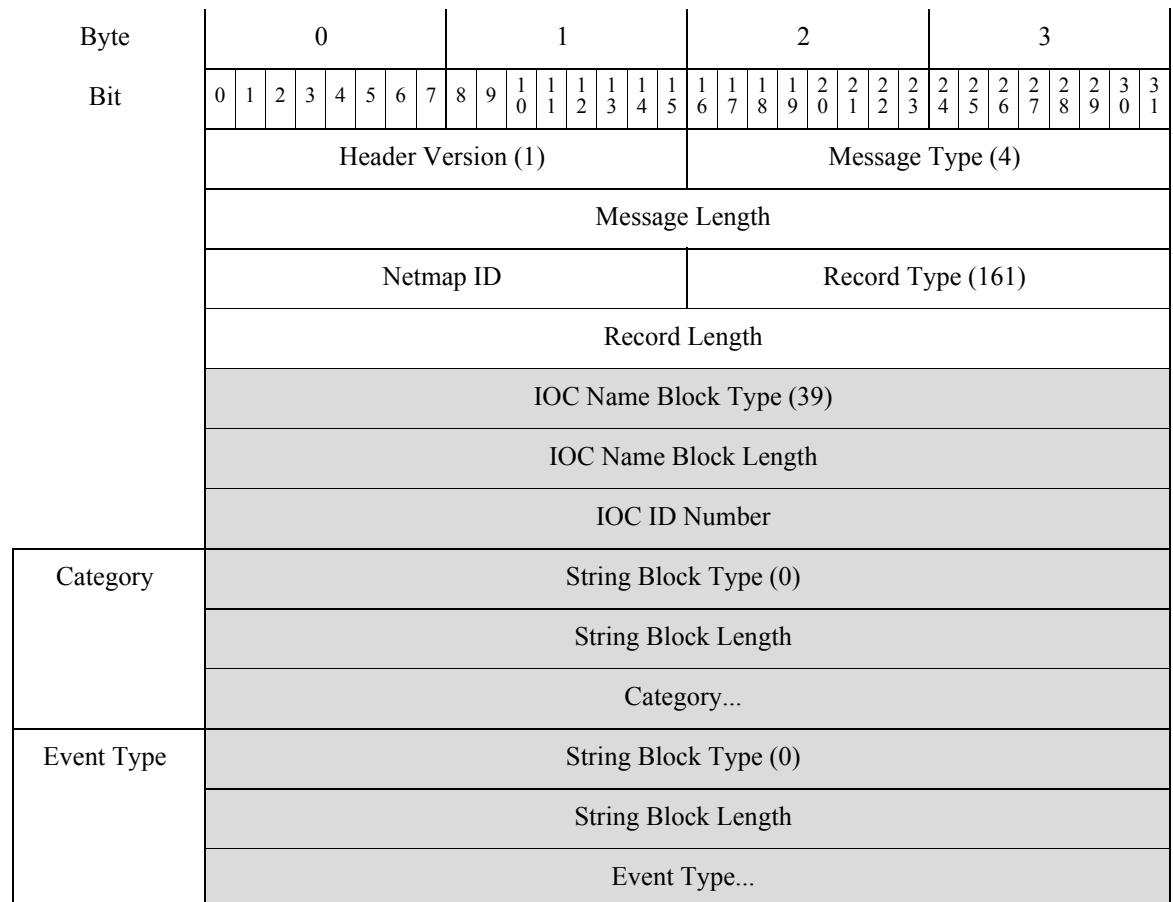 Byte 0 1 2 3
Bit 0 1 2 3 4 5 6 7 8 9 10 11 12 13 14 15 16 17 18 19 20 21 22 23 24 25 26 27 28 29 30 31
Header Version (1) Message Type (4)
Message Length
Netmap ID Record Type (161)
Record Length
IOC Name Block Type (39)
IOC Name Block Length
IOC ID Number
Category String Block Type (0)
String Block Length
Category...
Event Type String Block Type (0)
String Block Length
Event Type...